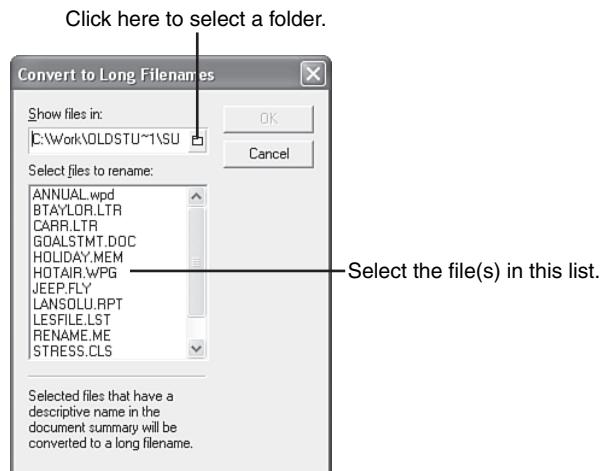 Click here to select a folder.
Convert to Long Filenames
Show files in:
OK
C:\Work\OLDSTU~1\SU
Cancel
Select files to rename:
ANNUAL.wpd
BTAYLOR.LTR
CARR.LTR
GOALSTMT.DOC
HOLIDAY.MEM
HOTAIR.WPG
Select the file(s) in this list.
JEEP.FLY
LANSOLU.RPT
LESFILE.LST
RENAME.ME
STRESS.CLS
Selected files that have a
descriptive name in the
document summary will be
converted to a long filename.